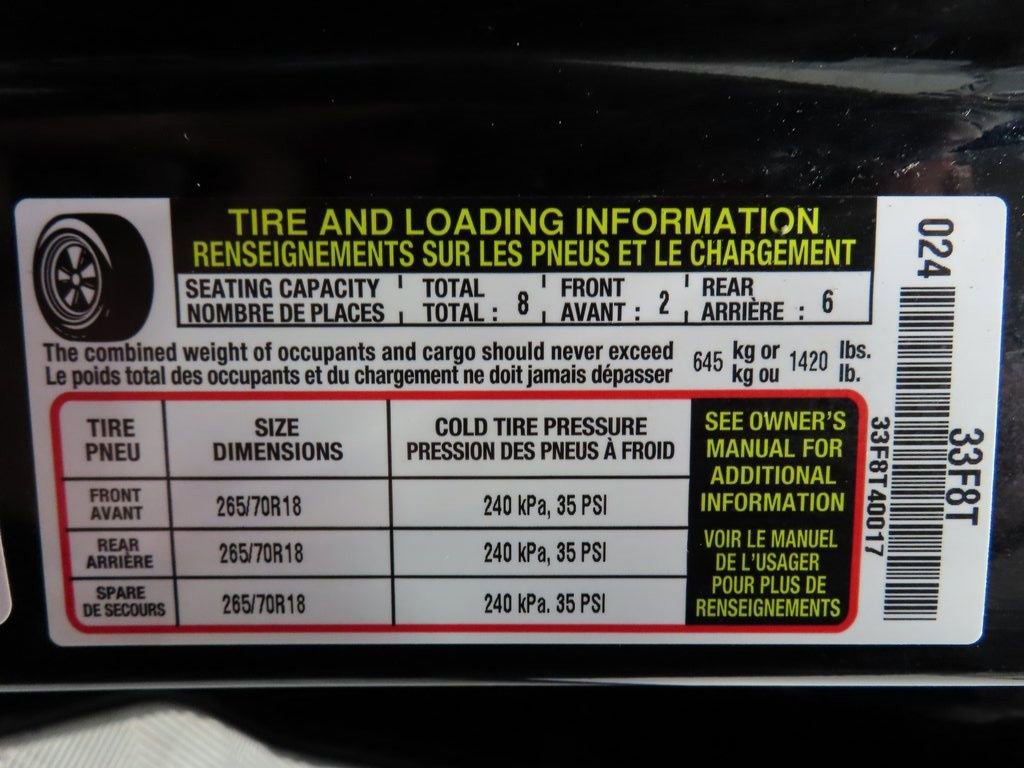 TIRE AND LOADING INFORMATION
RENSEIGNEMENTS SUR LES PNEUS ET LE CHARGEMENT
SEATING CAPACITY TOTAL FRONT REAR
NOMBRE DE PLACES TOTAL : 8 AVANT : 2 ARRIÈRE : 6
The combined weight of occupants and cargo should never exceed 645 kg or 1420 lbs.
Le poids total des occupants et du chargement ne doit jamais dépasser kg ou lb.
TIRE SIZE COLD TIRE PRESSURE
PNEU DIMENSIONS PRESSION DES PNEUS À FROID
FRONT
AVANT 265/70R18 240 kPa, 35 PSI
REAR
ARRIÈRE 265/70R18 240 kPa, 35 PSI
SPARE
DE SECOURS 265/70R18 240 kPa. 35 PSI
SEE OWNER'S
MANUAL FOR
ADDITIONAL
INFORMATION
VOIR LE MANUEL
DE L'USAGER
POUR PLUS DE
RENSEIGNEMENTS
33F8T40017
024
33F8T